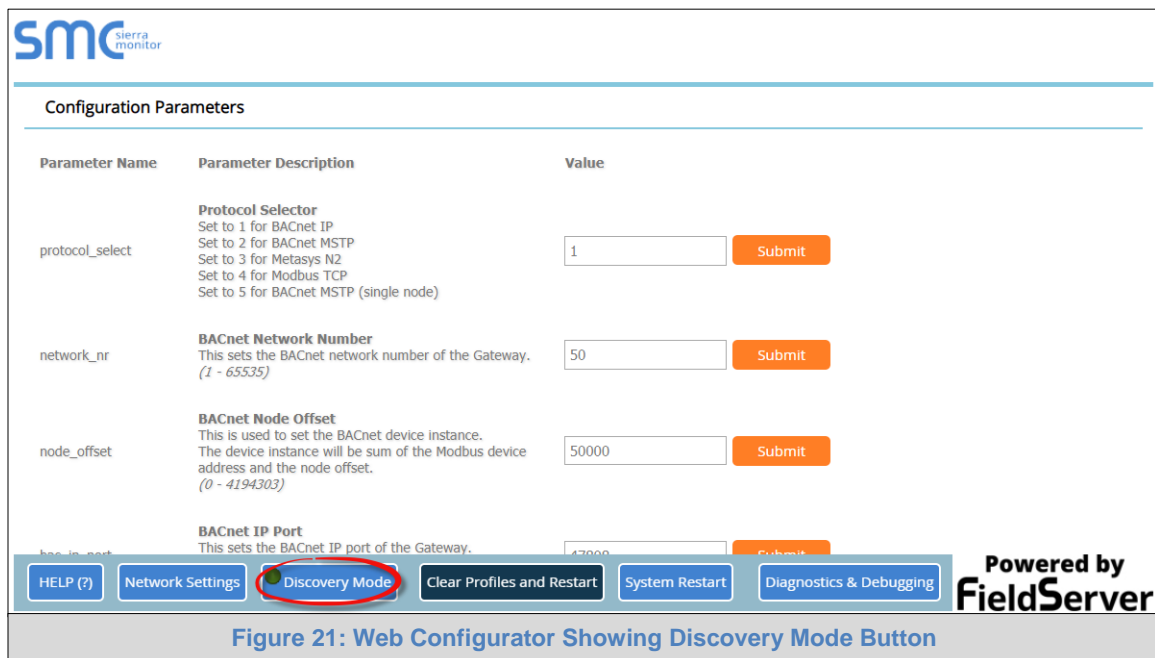 SMC sierra monitor
Configuration Parameters
Parameter Name Parameter Description Value
Protocol Selector
Set to 1 for BACnet IP
Set to 2 for BACnet MSTP
protocol_select 1 Submit
Set to 3 for Metasys N2
Set to 4 for Modbus TCP
Set to 5 for BACnet MSTP (single node)
BACnet Network Number
network_nr This sets the BACnet network number of the Gateway. 50 Submit
(1 - 65535)
BACnet Node Offset
This is used to set the BACnet device instance.
node_offset The device instance will be sum of the Modbus device 50000 Submit
address and the node offset.
(0 - 4194303)
BACnet IP Port
This sets the BACnet IP port of the Gateway.
bac_ip_port 47808 Submit
HELP (?) Network Settings Discovery Mode Clear Profiles and Restart System Restart Diagnostics & Debugging
Powered by
FieldServer
Figure 21: Web Configurator Showing Discovery Mode Button